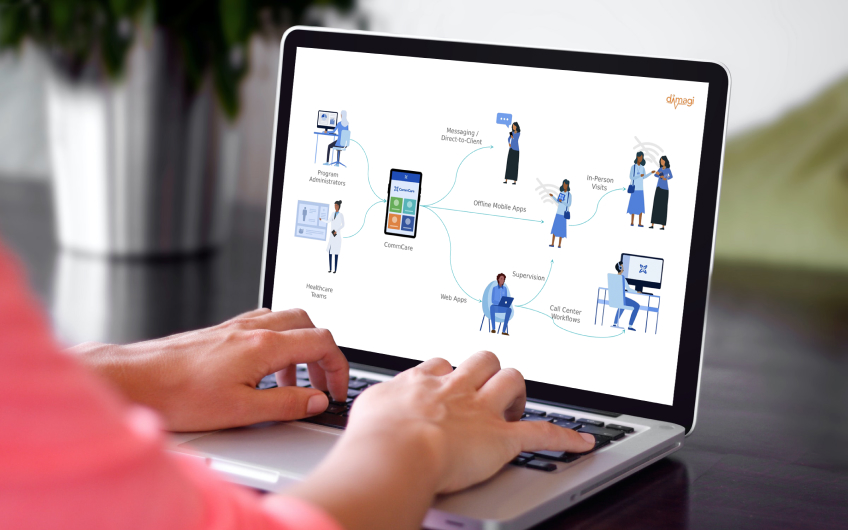 dimagi
Messaging /
Direct-to-Client
Program
Administrators
CommCare
In-Person
Visits
Offline Mobile Apps
CommCare
Healthcare
Teams
Supervision
Web Apps
Call Center
Workflows